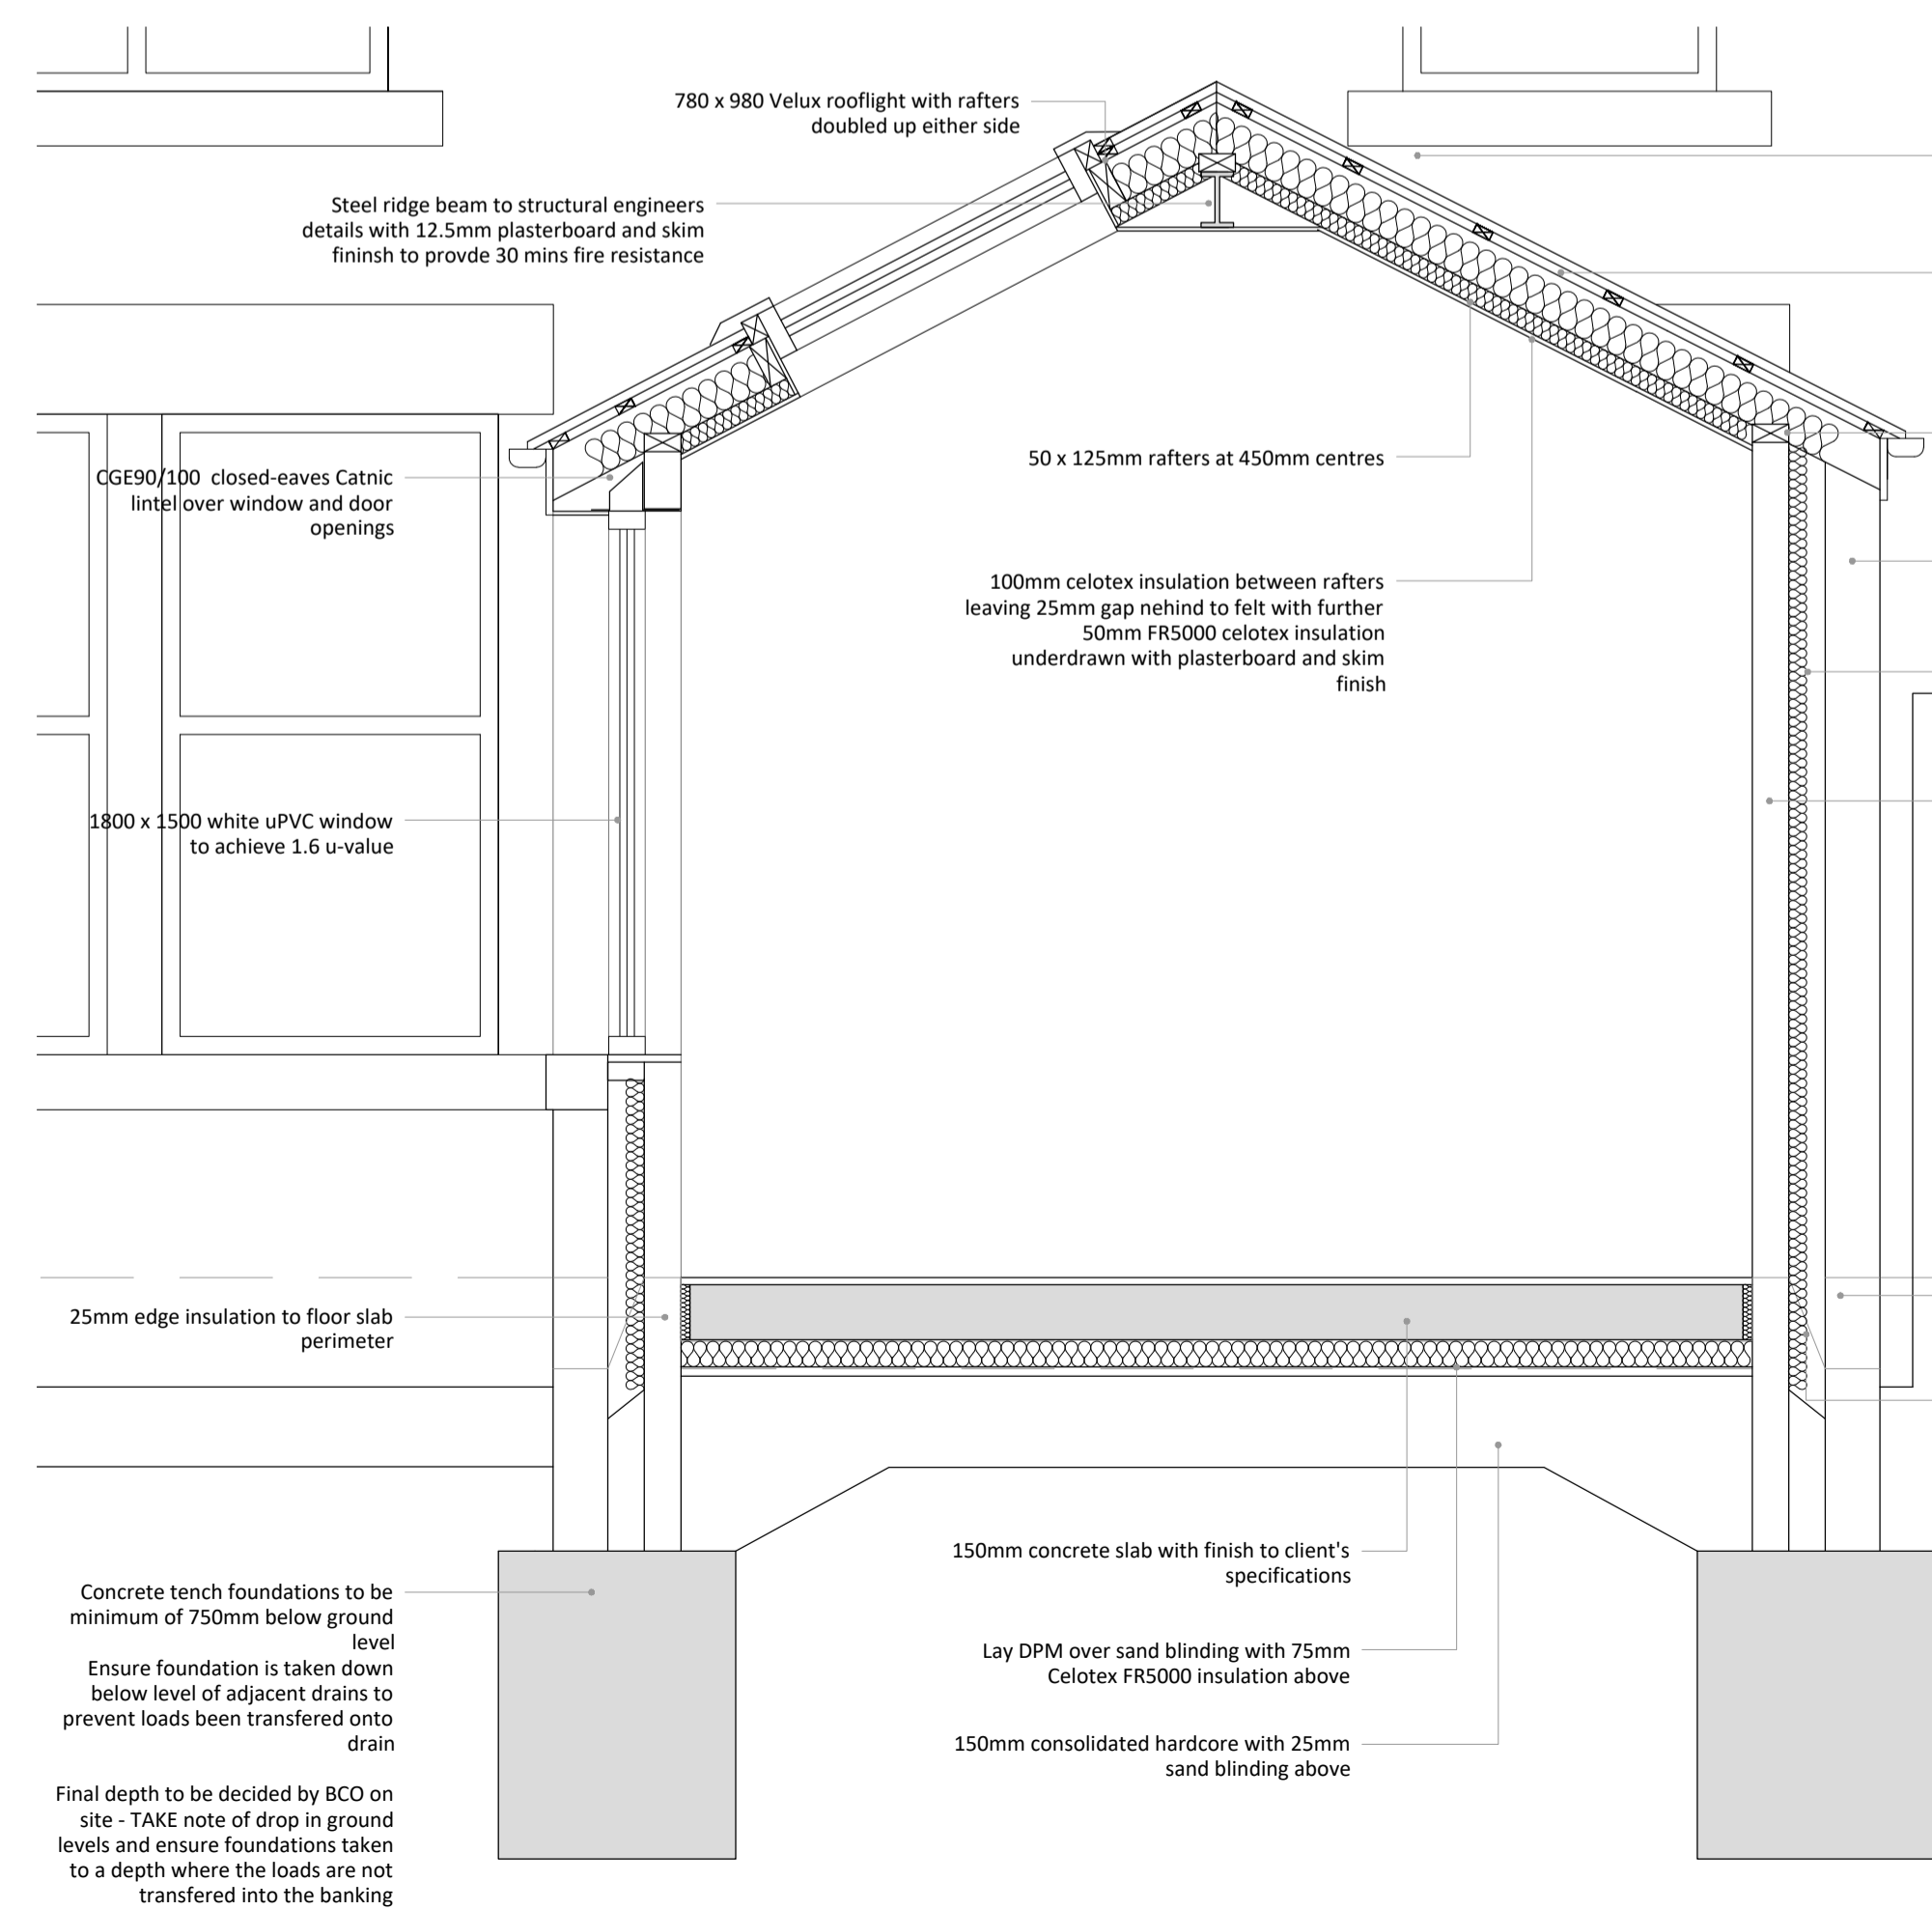 780 x 980 Velux rooflight with rafters
doubled up either side
Steel ridge beam to structural engineers
details with 12.5mm plasterboard and skim
fininsh to provde 30 mins fire resistance
CGE90/100 closed-eaves Catnic
lintel over window and door
openings
50 x 125mm rafters at 450mm centres
100mm celotex insulation between rafters
leaving 25mm gap nehind to felt with further
50mm FR5000 celotex insulation
underdrawn with plasterboard and skim
finish
1800 x 1500 white uPVC window
to achieve 1.6 u-value
25mm edge insulation to floor slab
perimeter
150mm concrete slab with finish to client's
specifications
Concrete tench foundations to be
minimum of 750mm below ground
level
Ensure foundation is taken down
below level of adjacent drains to
prevent loads been transfered onto
drain
Lay DPM over sand blinding with 75mm
Celotex FR5000 insulation above
150mm consolidated hardcore with 25mm
sand blinding above
Final depth to be decided by BCO on
site - TAKE note of drop in ground
levels and ensure foundations taken
to a depth where the loads are not
transfered into the banking